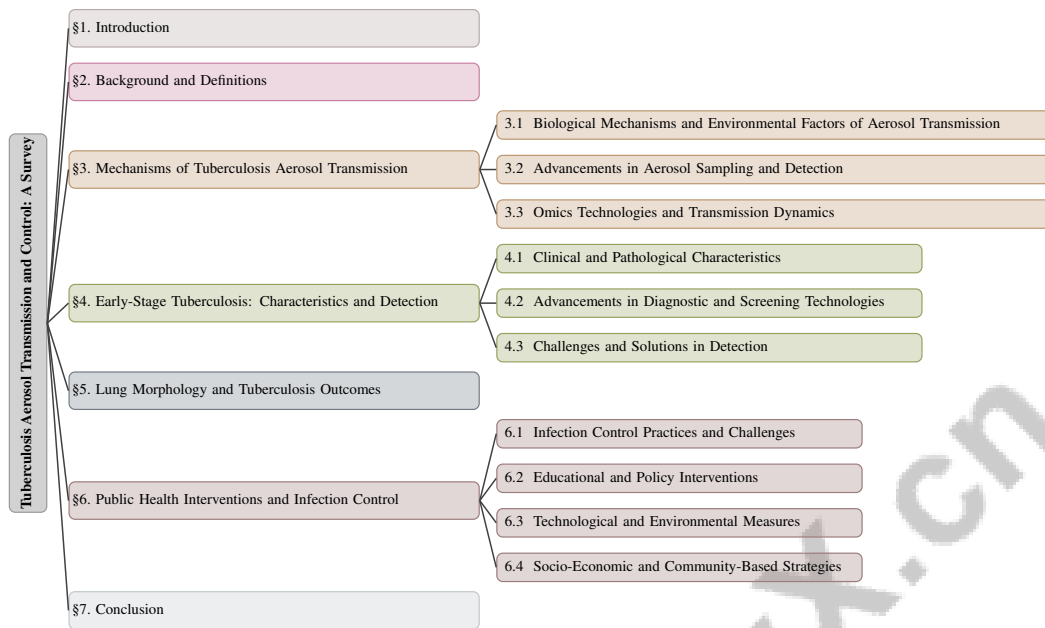 Tuberculosis Aerosol Transmission and Control: A Survey
§1. Introduction
§2. Background and Definitions
§3. Mechanisms of Tuberculosis Aerosol Transmission
3.1 Biological Mechanisms and Environmental Factors of Aerosol Transmission
3.2 Advancements in Aerosol Sampling and Detection
3.3 Omics Technologies and Transmission Dynamics
§4. Early-Stage Tuberculosis: Characteristics and Detection
4.1 Clinical and Pathological Characteristics
4.2 Advancements in Diagnostic and Screening Technologies
4.3 Challenges and Solutions in Detection
§5. Lung Morphology and Tuberculosis Outcomes
§6. Public Health Interventions and Infection Control
6.1 Infection Control Practices and Challenges
6.2 Educational and Policy Interventions
6.3 Technological and Environmental Measures
6.4 Socio-Economic and Community-Based Strategies
§7. Conclusion
x.cn